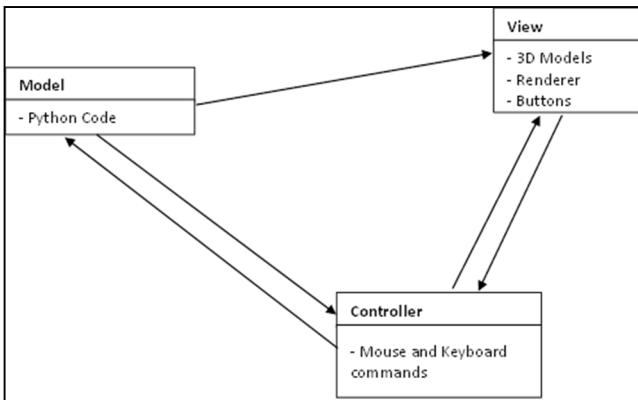 View
- 3D Models
- Renderer
- Buttons
Model
- Python Code
Controller
- Mouse and Keyboard
commands